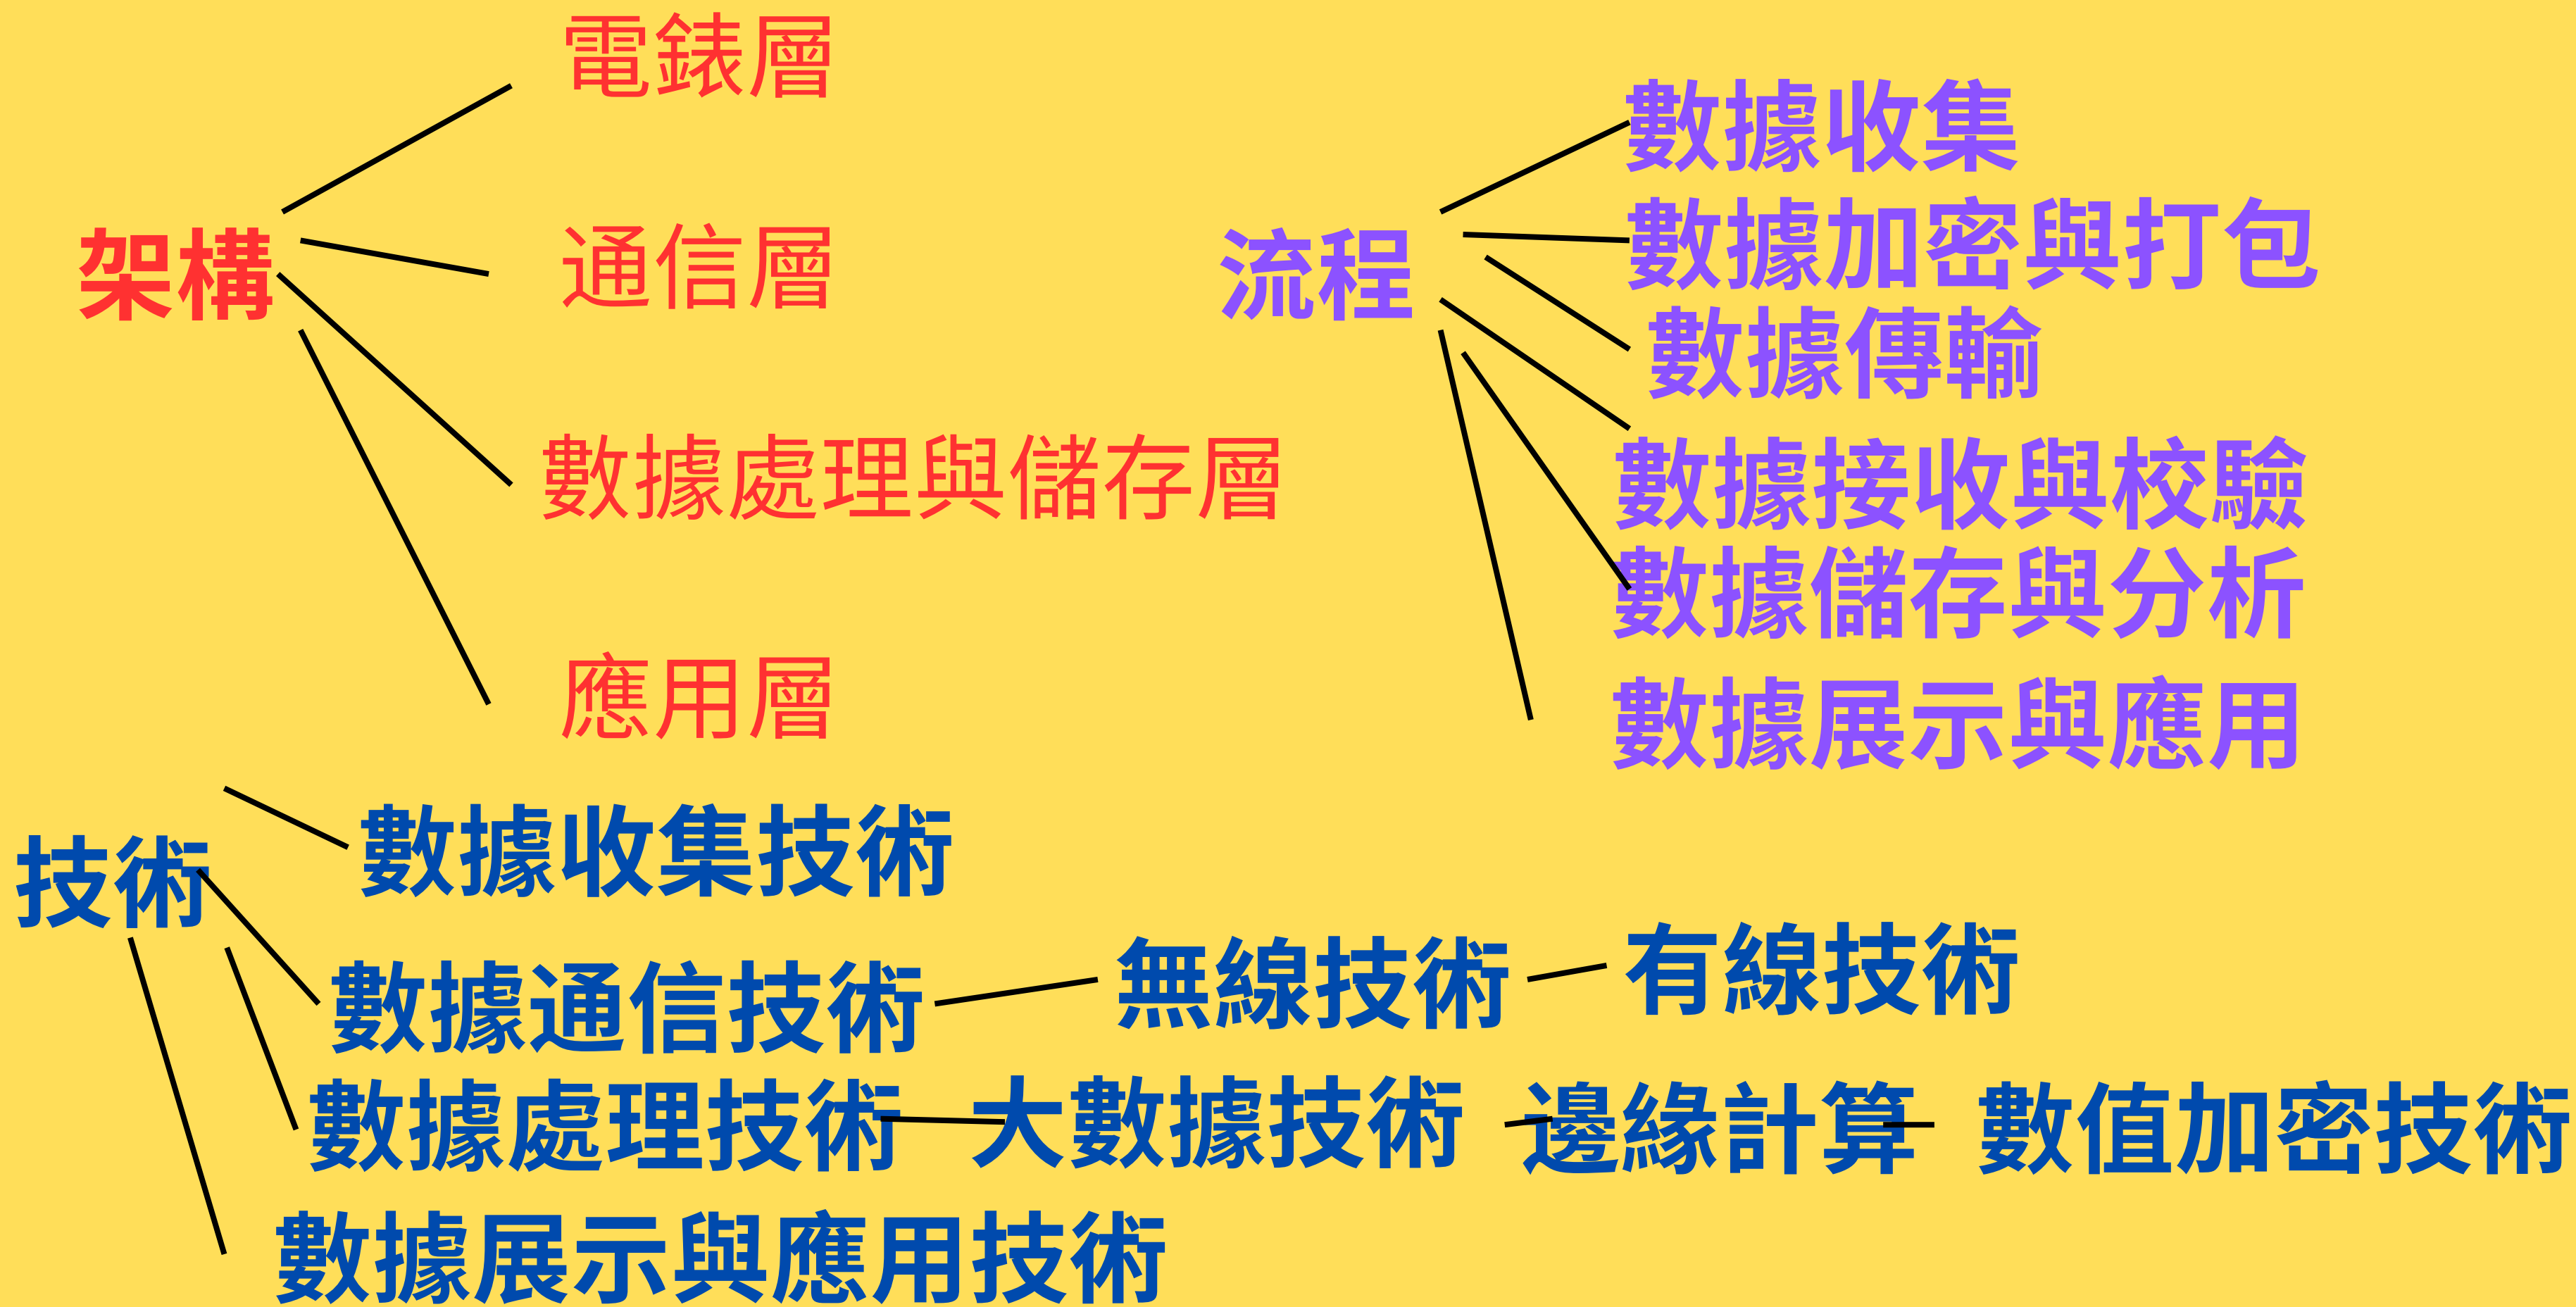 架構
電錶層
通信層
數據處理與儲存層
應用層
流程
數據收集
數據加密與打包
數據傳輸
數據接收與校驗
數據儲存與分析
數據展示與應用
技術
數據收集技術
數據通信技術
無線技術
有線技術
數據處理技術
大數據技術
邊緣計算
數值加密技術
數據展示與應用技術